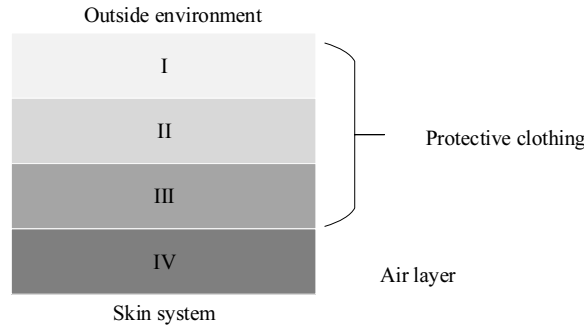 Outside environment
I
II
Protective clothing
III
IV
Air layer
Skin system